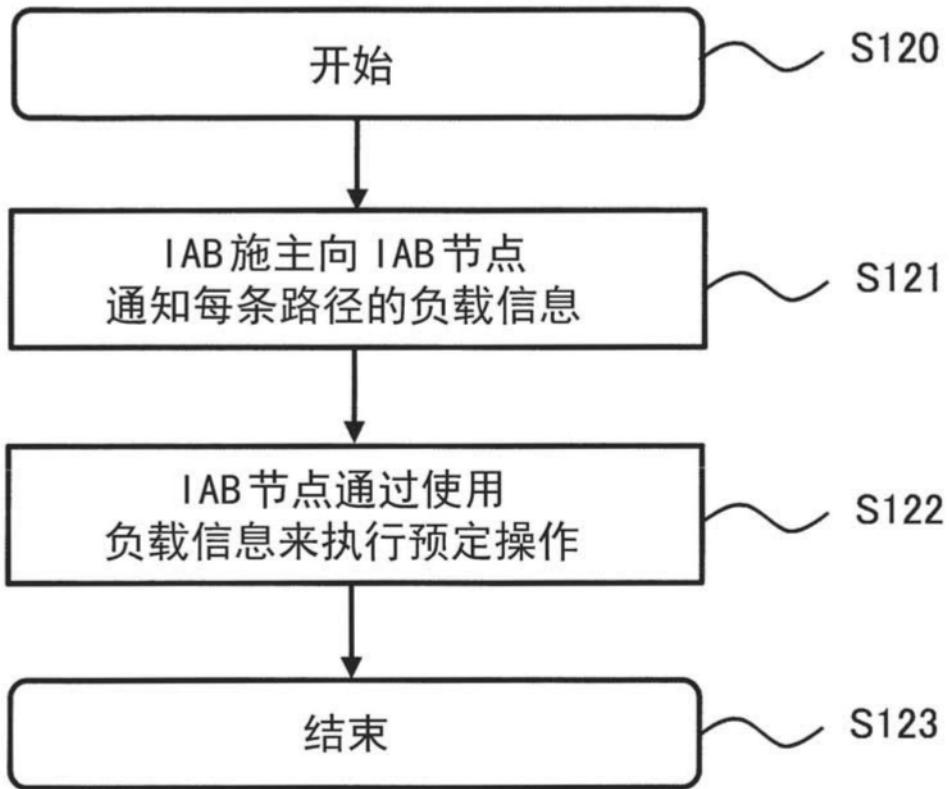 开始
S120
IAB施主向IAB节点
通知每条路径的负载信息
S121
IAB节点通过使用
负载信息来执行预定操作
S122
结束
S123